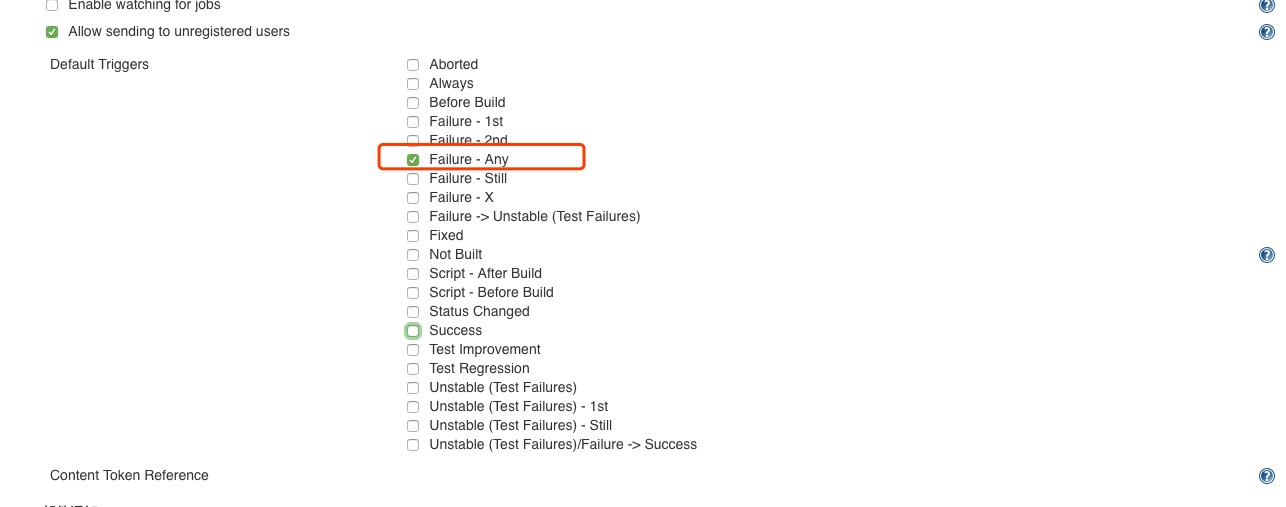 Enable watching for jobs
Allow sending to unregistered users
Default Triggers
Aborted
Always
Before Build
Failure - 1st
Failure - 2nd
Failure - Any
Failure - Still
Failure - X
Failure -> Unstable (Test Failures)
Fixed
Not Built
Script - After Build
Script - Before Build
Status Changed
Success
Test Improvement
Test Regression
Unstable (Test Failures)
Unstable (Test Failures) - 1st
Unstable (Test Failures) - Still
Unstable (Test Failures)/Failure -> Success
Content Token Reference